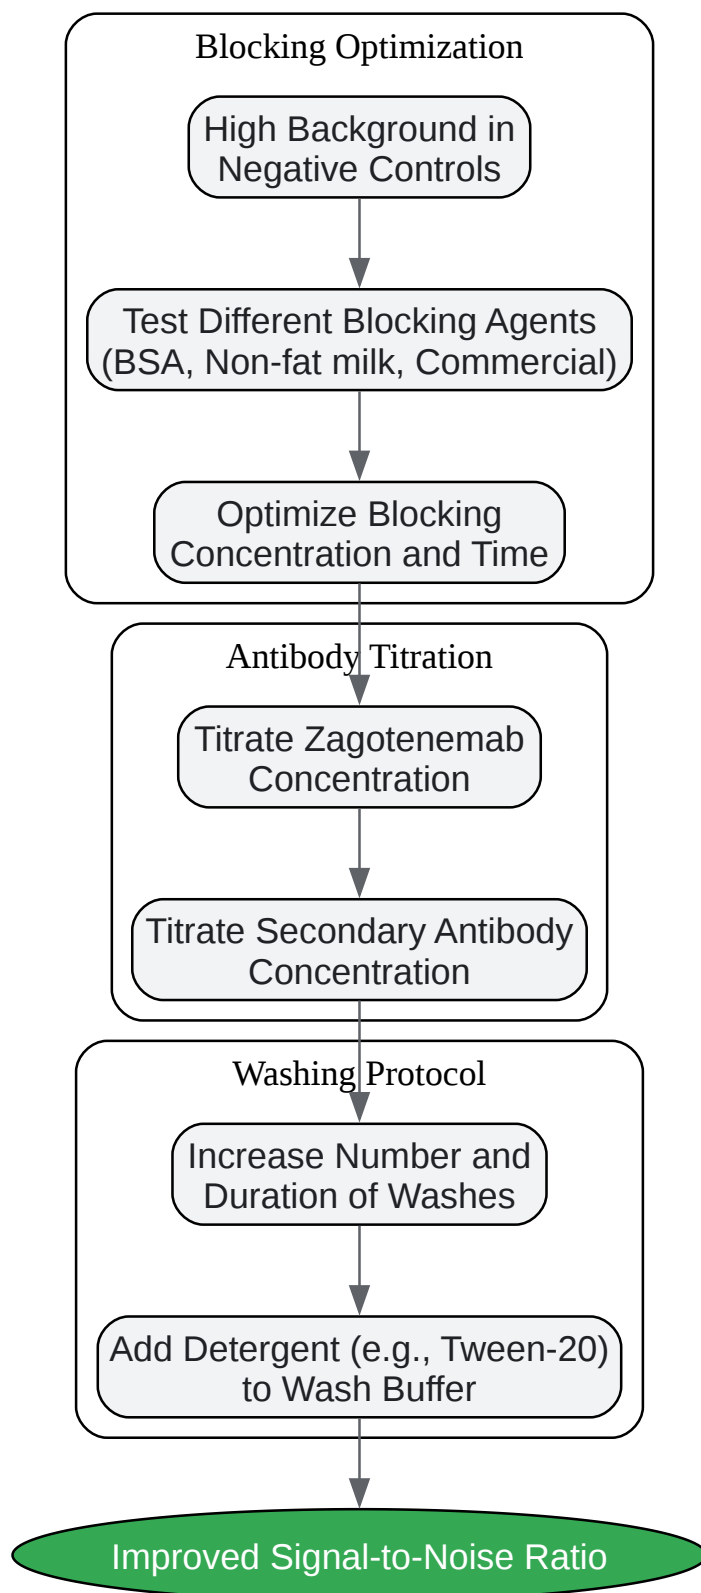 Blocking Optimization
High Background in
Negative Controls
Test Different Blocking Agents
(BSA, Non-fat milk, Commercial)
Optimize Blocking
Concentration and Time
Antibody Titration
Titrate Zagotenemab
Concentration
Titrate Secondary Antibody
Concentration
Washing Protocol
Increase Number and
Duration of Washes
Add Detergent (e.g., Tween-20)
to Wash Buffer
Improved Signal-to-Noise Ratio